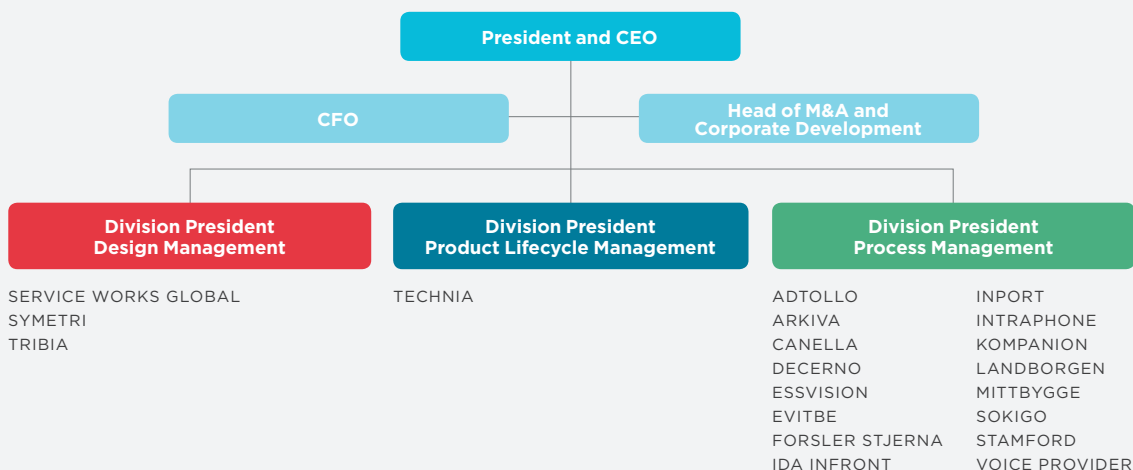 President and CEO
CFO
Head of M&A and
Corporate Development
Division President
Design Management
Division President
Product Lifecycle Management
Division President
Process Management
SERVICE WORKS GLOBAL
SYMETRI
TRIBIA
TECHNIA
ADTOLLO
ARKIVA
CANELLA
DECERNO
ESSVISION
EVITBE
FORSLER STJERNA
IDA INFRONT
INPORT
INTRAPHONE
KOMPANION
LANDBORGEN
MITTBYGGE
SOKIGO
STAMFORD
VOICE PROVIDER